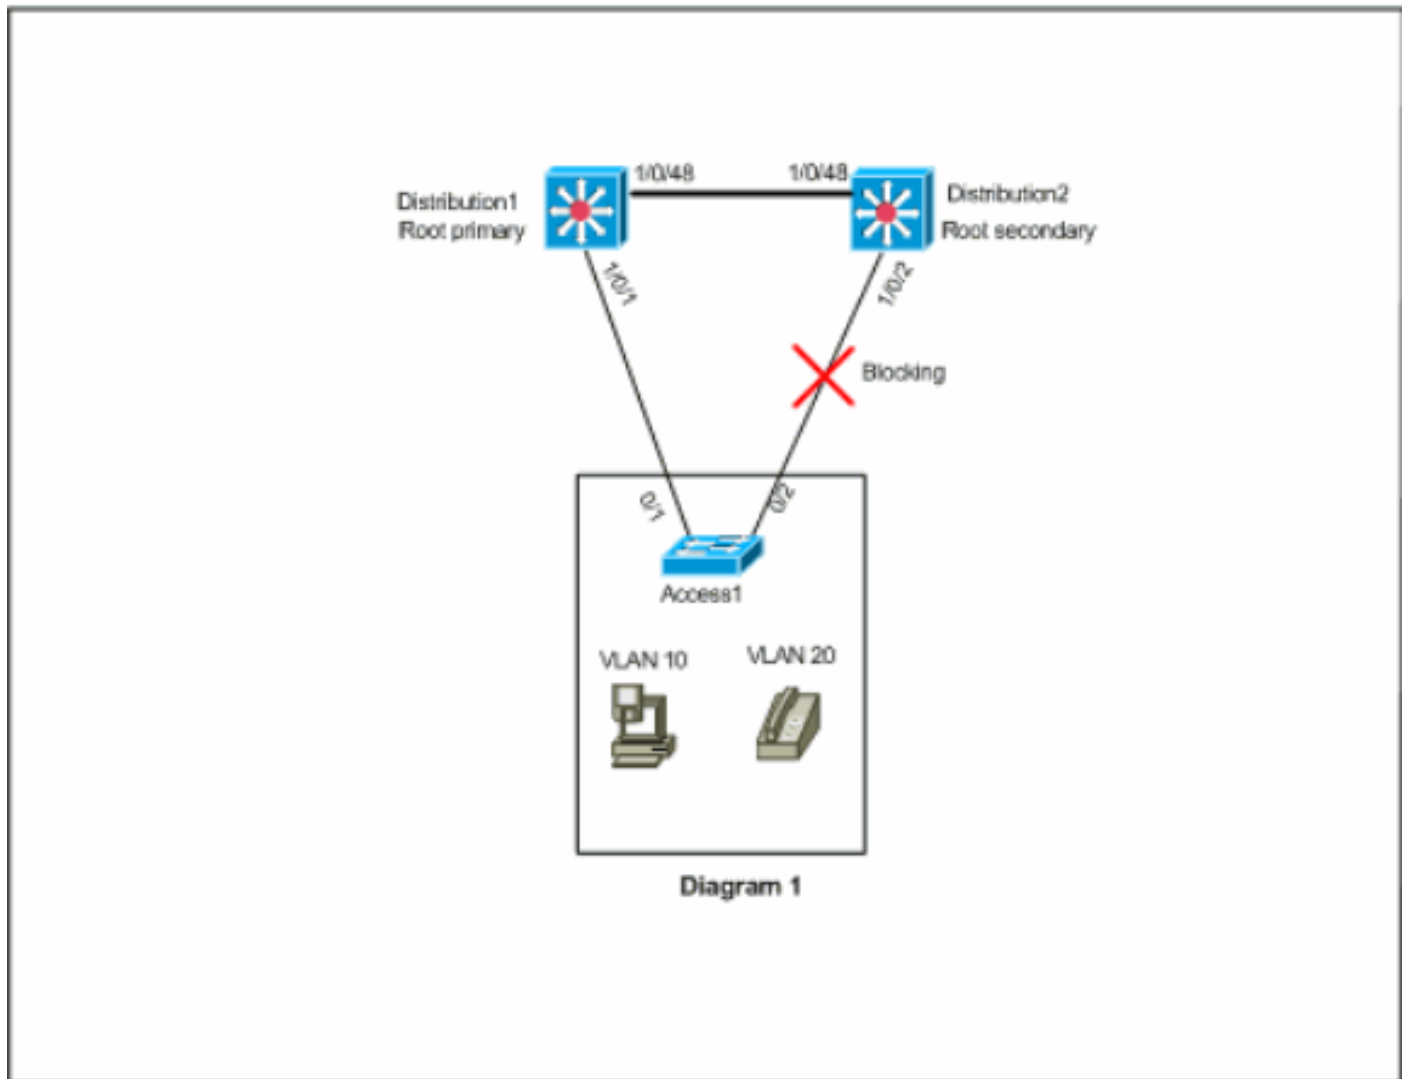 1/0/48
1/0/48
Distribution1
Root primary
Distribution2
Root secondary
1/0/1
1/0/2
Blocking
0/1
0/2
Access1
VLAN 10
VLAN 20
Diagram 1